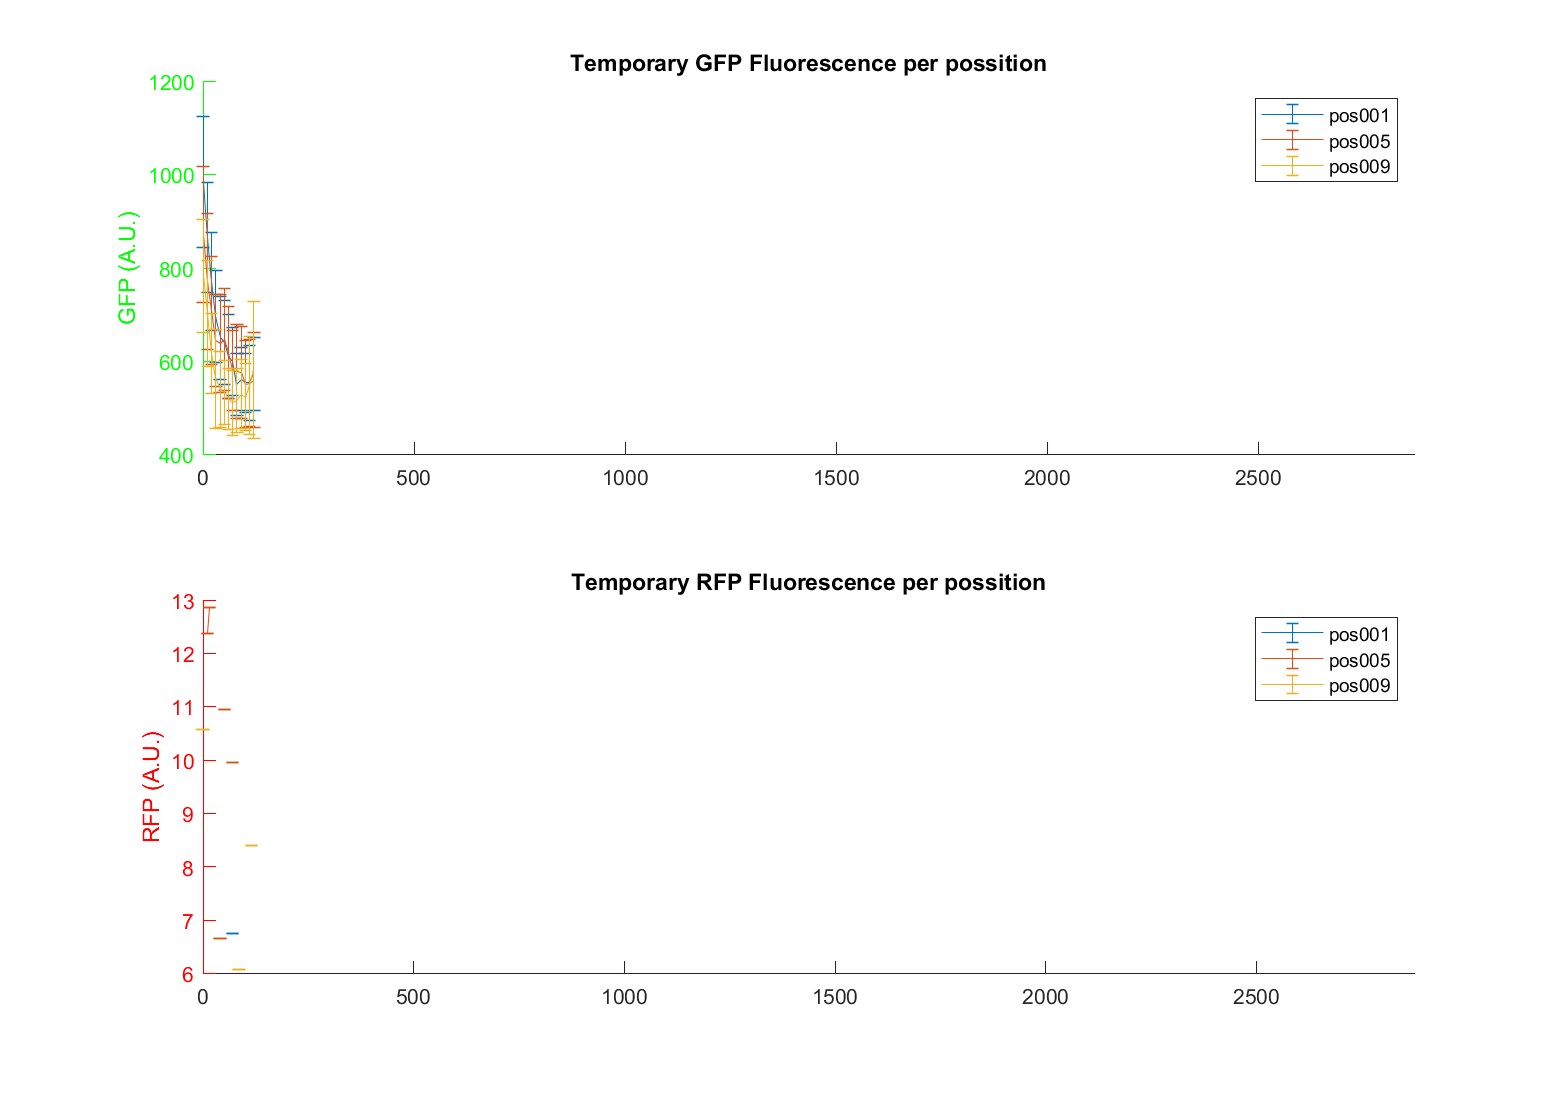 Temporary GFP Fluorescence per possition
1200
1000
800
600
400
GFP (A.U.)
pos001
pos005
pos009
0 500 1000 1500 2000 2500
Temporary RFP Fluorescence per possition
13
12
11
10
9
8
7
6
RFP (A.U.)
pos001
pos005
pos009
0 500 1000 1500 2000 2500